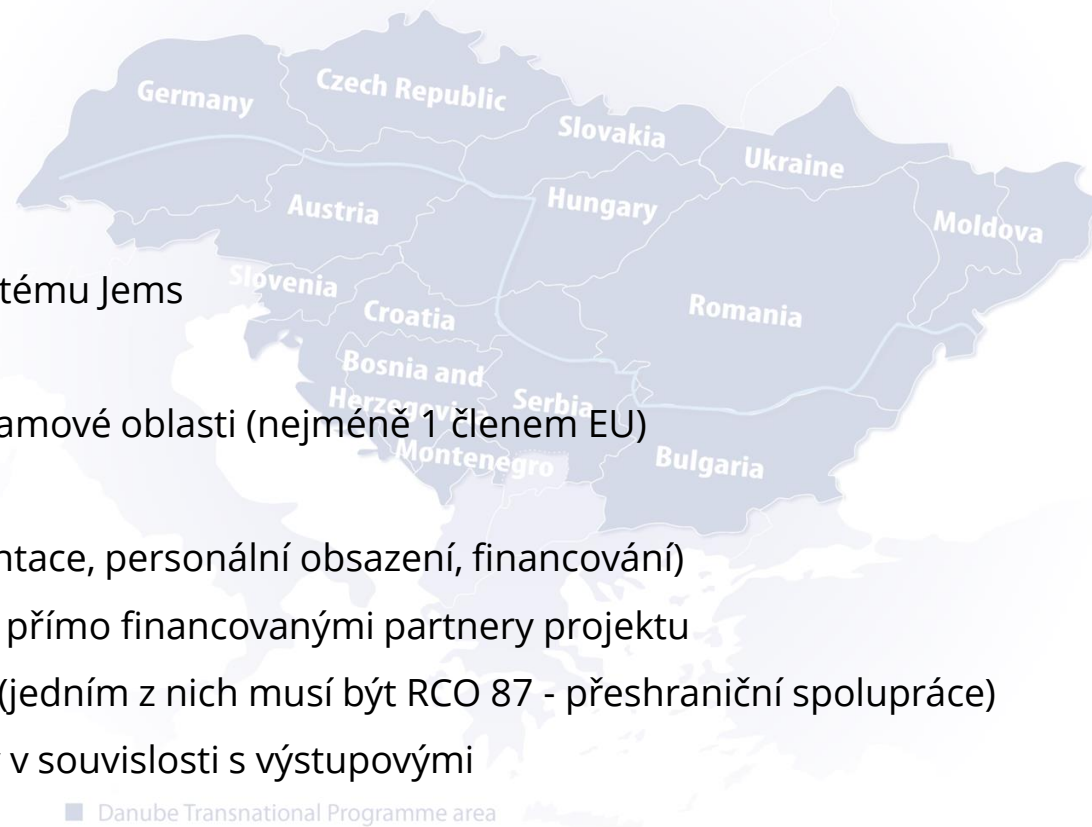 Germany
Czech Republic
Slovakia
Ukraine
Austria
Hungary
Moldova
tému Jems
Slovenia
Croatia
Romania
Bosnia and
Herzegovina
Serbia
amové oblasti (nejméně 1 členem EU)
Montenegro
Bulgaria
ntace, personální obsazení, financování)
přímo financovanými partnery projektu
(jedním z nich musí být RCO 87 - přeshraniční spolupráce)
v souvislosti s výstupovými
Danube Transnational Programme area